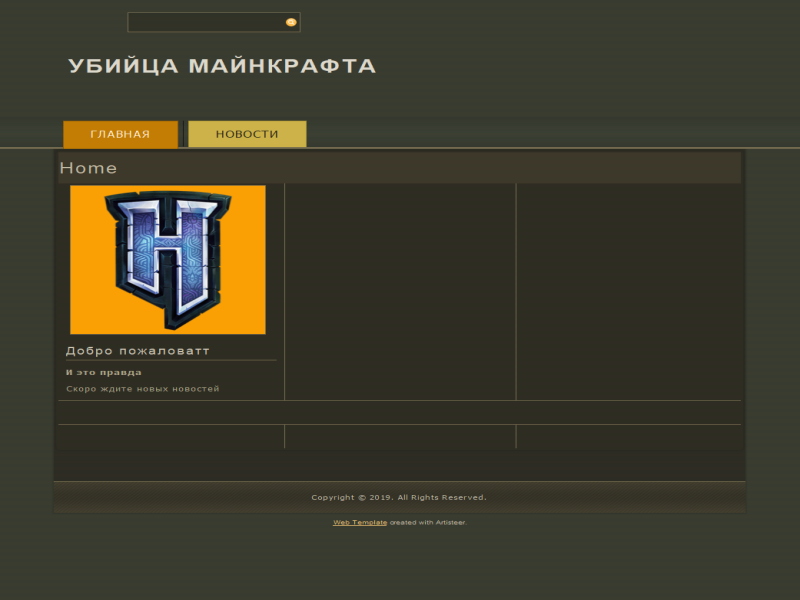 УБИЙЦА МАЙНКРАФТА
ГЛАВНАЯ
НОВОСТИ
Home
H
Добро пожаловатт
И это правда
Скоро ждите новых новостей
Copyright © 2019. All Rights Reserved.
Web Template created with Artisteer.